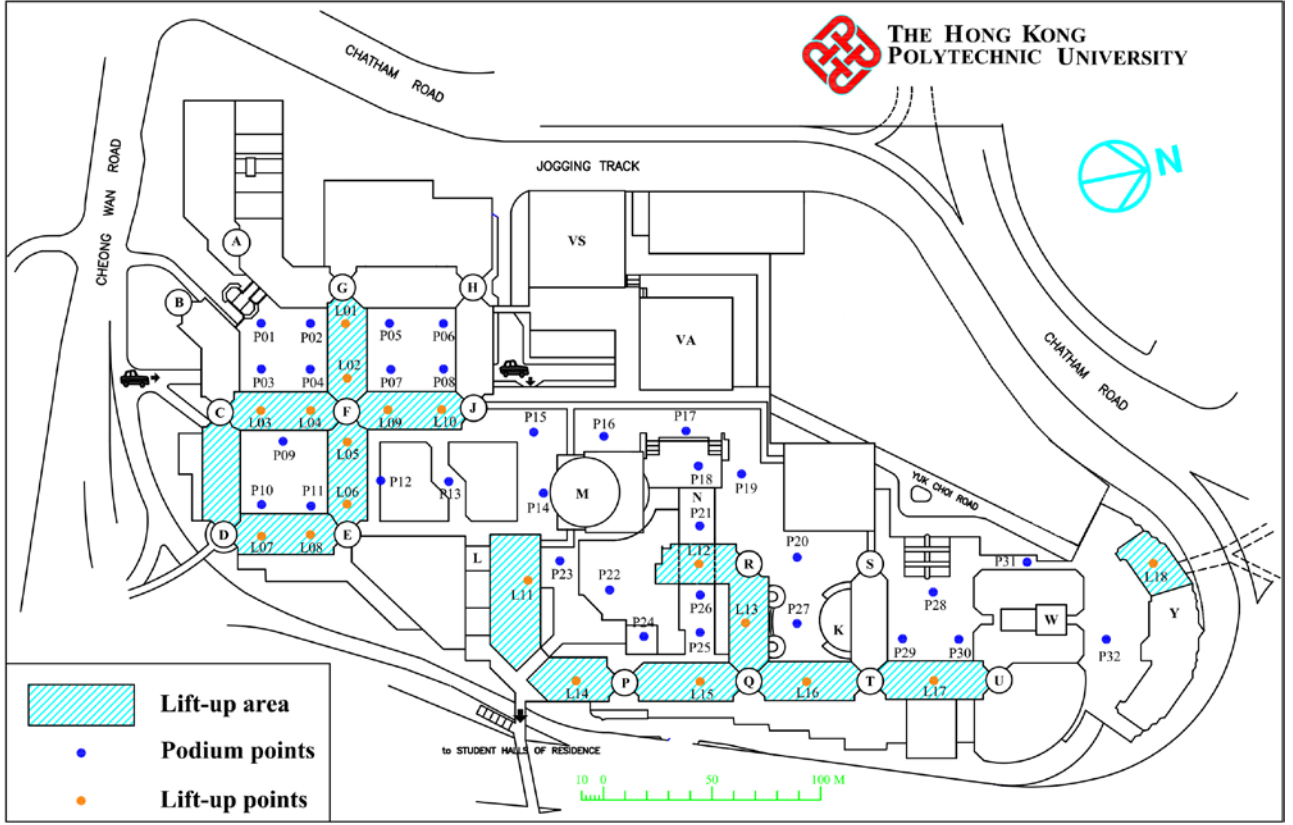 THE HONG KONG
POLYTECHNIC UNIVERSITY
CHATHAM ROAD
CHEONG WAN ROAD
JOGGING TRACK
N
A
VS
B
G
H
L01
P01
P02
P05
P06
VA
CHATHAM ROAD
L02
P03
P04
P07
P08
C
F
J
L03
L04
L09
L10
P15
P16
P17
P09
L05
P12
P13
P18
P19
YUK CHOI ROAD
M
N
P10
P11
L06
P14
P21
D
E
L07
L08
L
L12
P20
R
S
P31
L18
P23
L11
P22
P26
L13
P27
P28
K
W
Y
P24
P25
P29
P30
P32
P
Q
T
U
L14
L15
L16
L17
Lift-up area
Podium points
Lift-up points
to STUDENT HALLS OF RESIDENCE
10 0 50 100 M